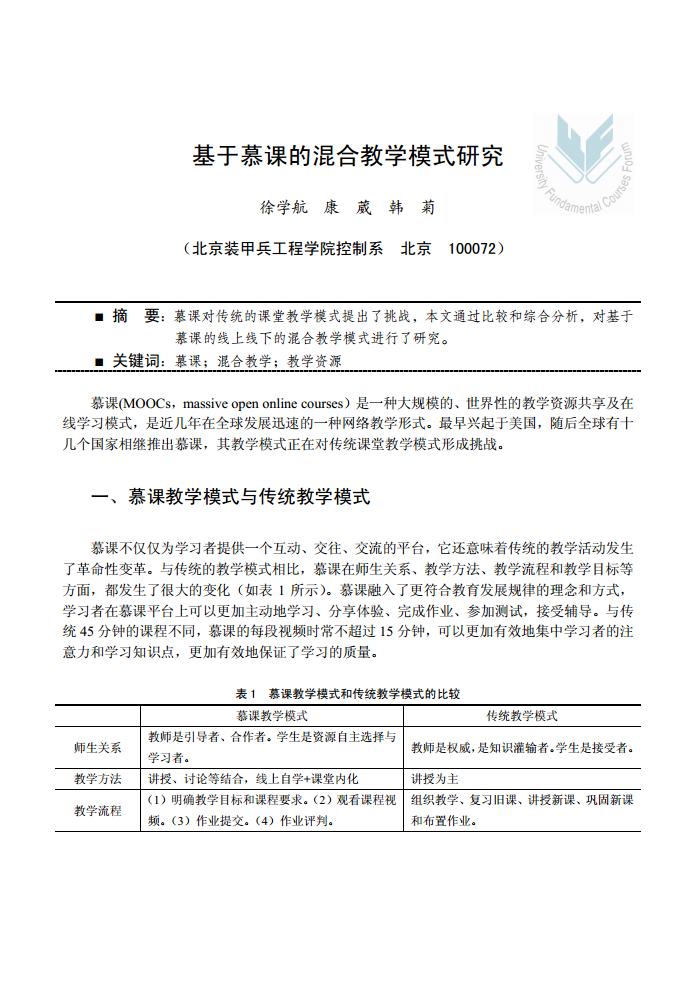 University Fundamental Courses Forum
基于慕课的混合教学模式研究
徐学航 康 葳 韩 菊
（北京装甲兵工程学院控制系 北京 100072）
■ 摘 要：慕课对传统的课堂教学模式提出了挑战，本文通过比较和综合分析，对基于
慕课的线上线下的混合教学模式进行了研究。
■ 关键词：慕课；混合教学；教学资源
慕课(MOOCs，massive open online courses）是一种大规模的、世界性的教学资源共享及在
线学习模式，是近几年在全球发展迅速的一种网络教学形式。最早兴起于美国，随后全球有十
几个国家相继推出慕课，其教学模式正在对传统课堂教学模式形成挑战。
一、慕课教学模式与传统教学模式
慕课不仅仅为学习者提供一个互动、交往、交流的平台，它还意味着传统的教学活动发生
了革命性变革。与传统的教学模式相比，慕课在师生关系、教学方法、教学流程和教学目标等
方面，都发生了很大的变化（如表 1 所示）。慕课融入了更符合教育发展规律的理念和方式，
学习者在慕课平台上可以更加主动地学习、分享体验、完成作业、参加测试，接受辅导。与传
统 45 分钟的课程不同，慕课的每段视频时常不超过 15 分钟，可以更加有效地集中学习者的注
意力和学习知识点，更加有效地保证了学习的质量。
表 1 慕课教学模式和传统教学模式的比较
慕课教学模式 传统教学模式
师生关系 教师是引导者、合作者。学生是资源自主选择与
学习者。 教师是权威，是知识灌输者。学生是接受者。
教学方法 讲授、讨论等结合，线上自学+课堂内化 讲授为主
教学流程 （1）明确教学目标和课程要求。（2）观看课程视
频。（3）作业提交。（4）作业评判。 组织教学、复习旧课、讲授新课、巩固新课
和布置作业。